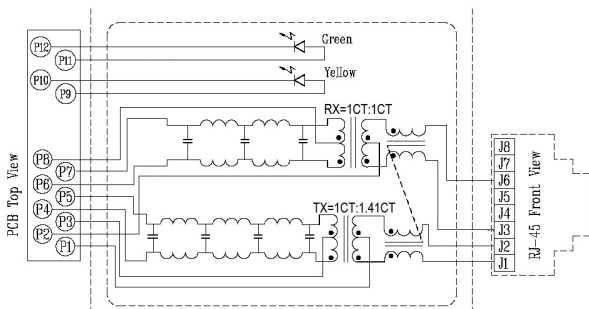 P12
Green
P11
P10
Yellow
P9
RX=1CT:1CT
P8
P7
P6
P5
P4
P3
P2
P1
TX=1CT:1.41CT
PCB Top View
J8
J7
J6
J5
J4
J3
J2
J1
RJ-45 Front View